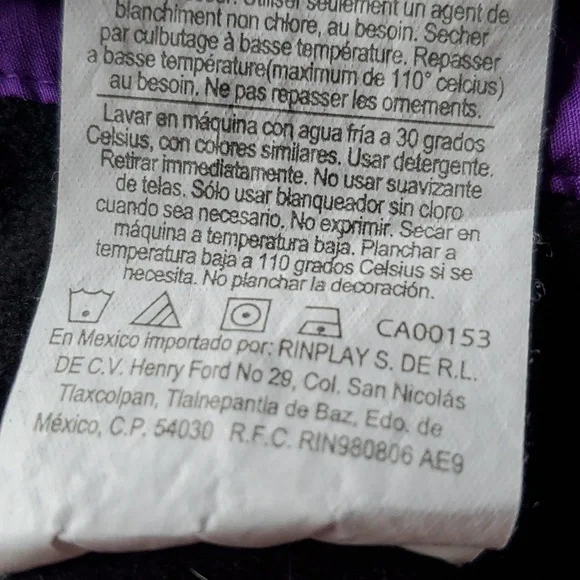 seulement un agent de
blanchiment non chlore, au besoin. Secher
par culbutage à basse température. Repasser
a basse température(maximum de 110° celcius)
au besoin. Ne pas repasser les ornements.
Lavar en máquina con agua fría a 30 grados
Celsius, con colores similares. Usar detergente.
Retirar immediatamente. No usar suavizante
de telas. Sólo usar blanqueador sin cloro
cuando sea necesario. No exprimir. Secar en
máquina a temperatura baja. Planchar a
temperatura baja a 110 grados Celsius si se
necesita. No planchar la decoración.
CA00153
En Mexico importado por: RINPLAY S. DE R.L.
DE C.V. Henry Ford No 29, Col. San Nicolás
Tlaxcolpan, Tlalnepantla de Baz, Edo. de
México, C.P. 54030 R.F.C. RIN980806 AE9